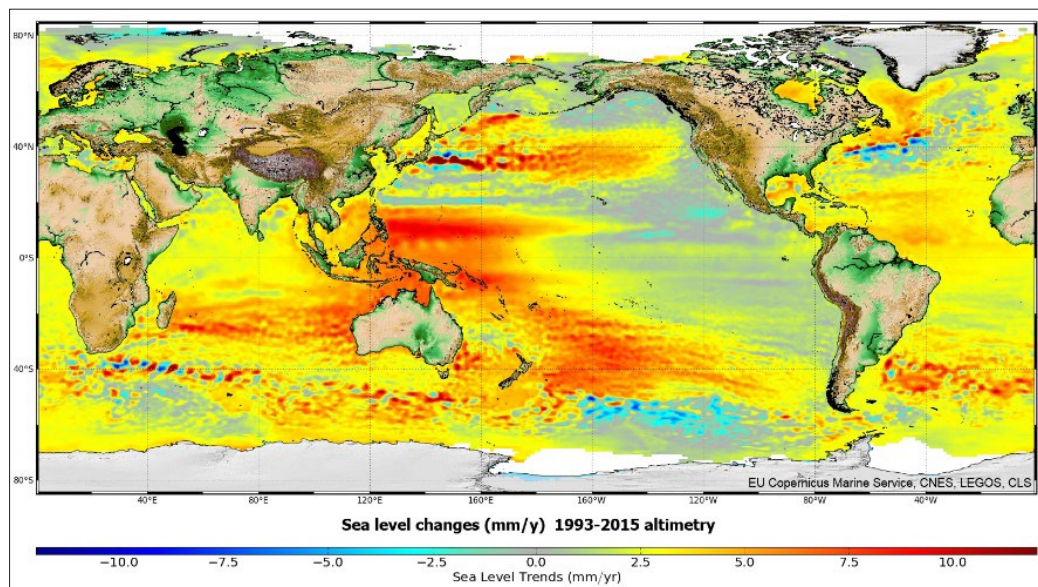 80°N
40°N
0°S
40°S
80°S
EU Copernicus Marine Service, CNES, LEGOS, CLS
40°E 80°E 120°E 160°E 160°W 120°W 80°W 40°W
Sea level changes (mm/y) 1993-2015 altimetry
−10.0 −7.5 −5.0 −2.5 0.0 2.5 5.0 7.5 10.0
Sea Level Trends (mm/yr)